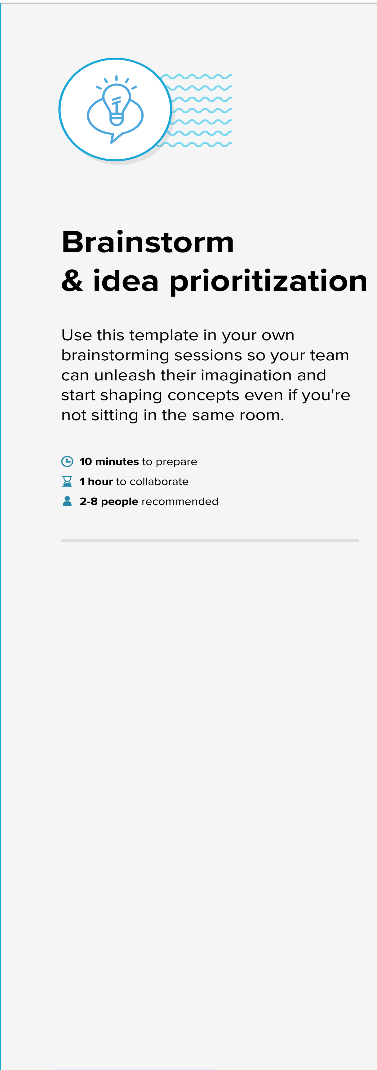 Brainstorm
& idea prioritization
Use this template in your own
brainstorming sessions so your team
can unleash their imagination and
start shaping concepts even if you're
not sitting in the same room.
10 minutes to prepare
1 hour to collaborate
2-8 people recommended